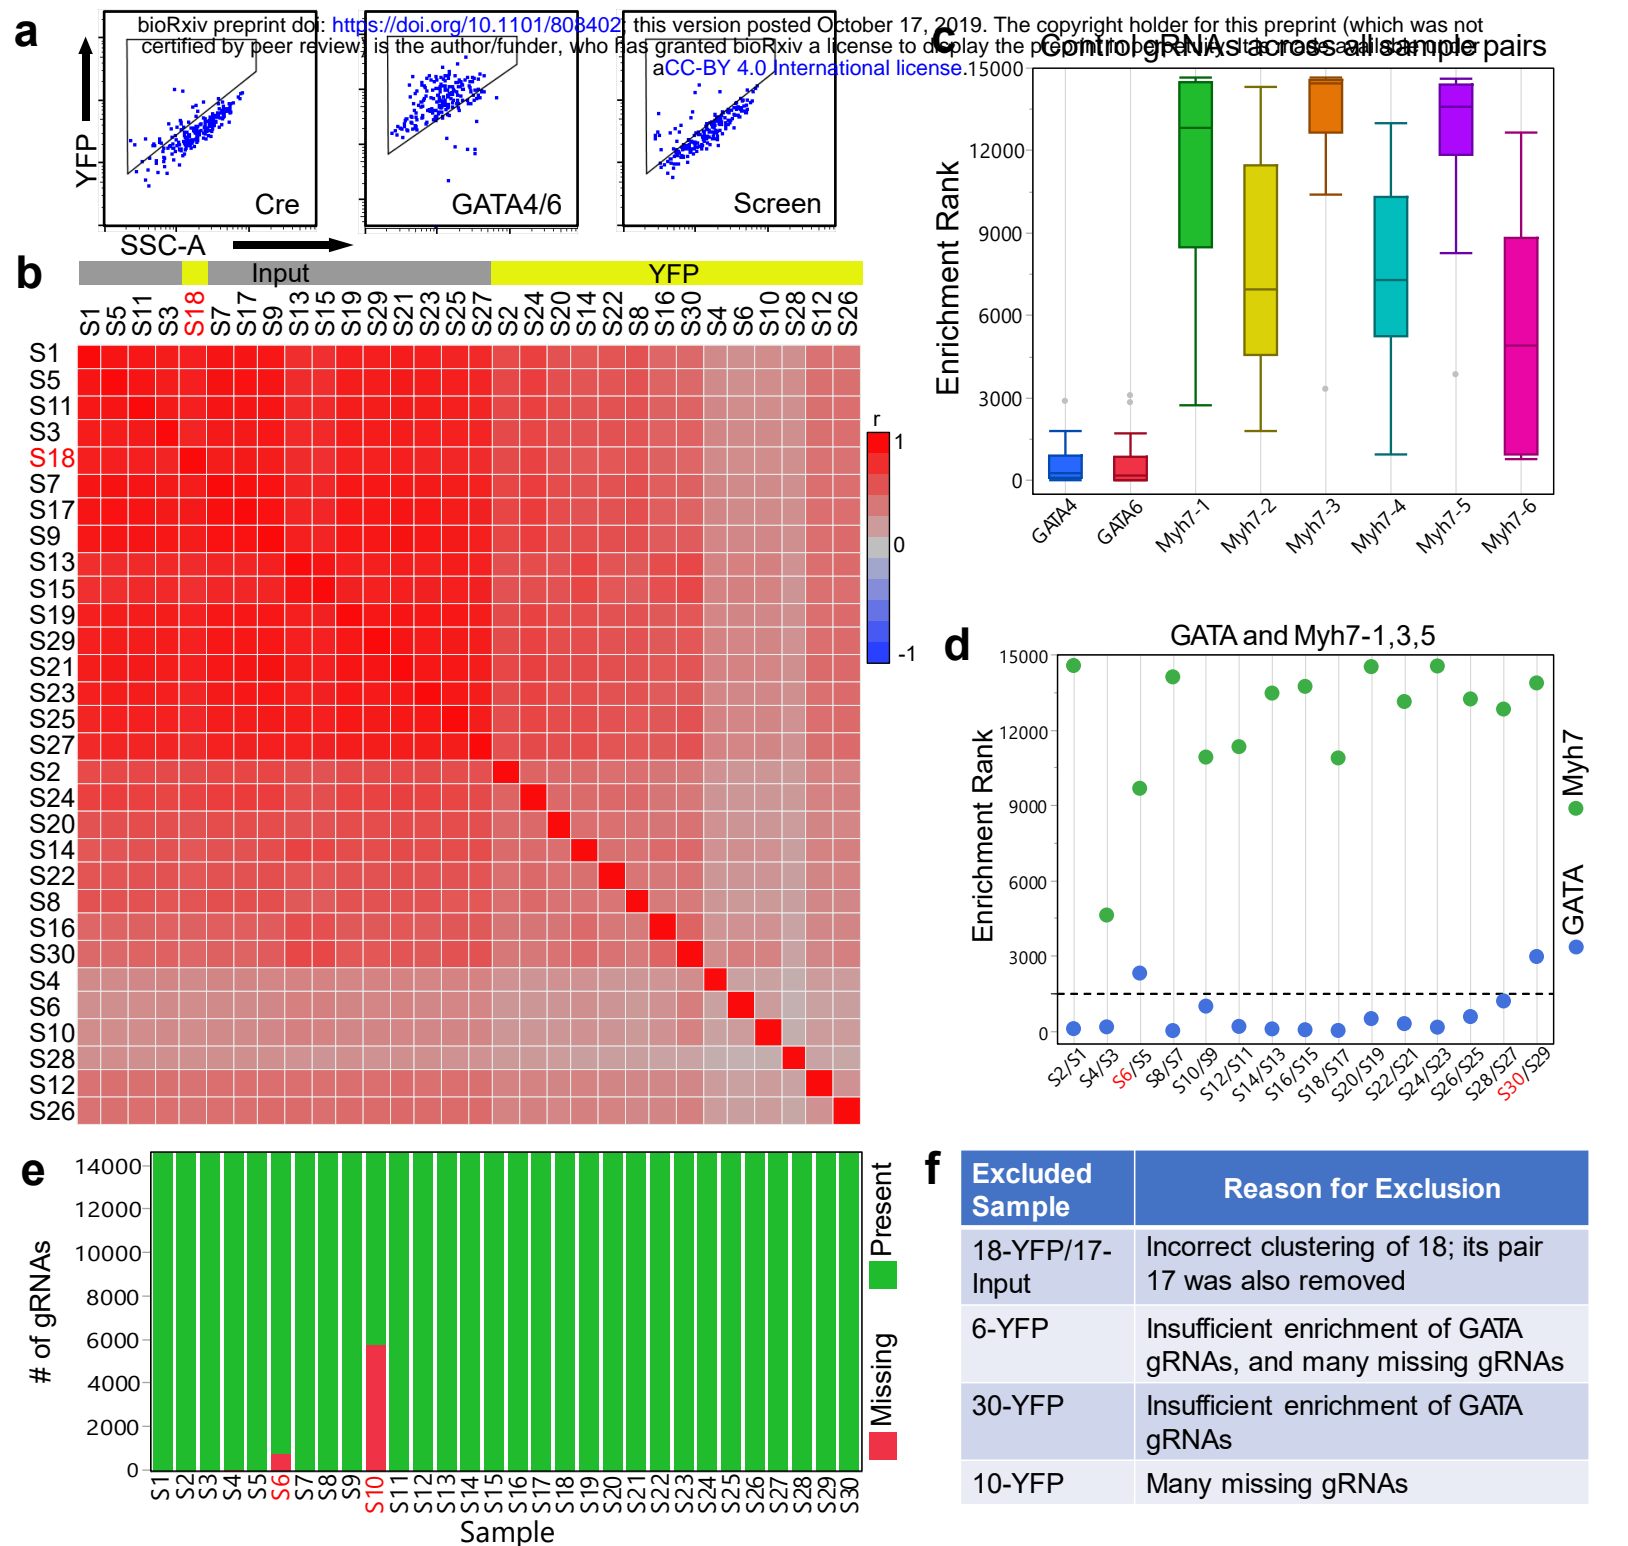 bioRxiv preprint doi: https://doi.org/10.1101/808402; this version posted October 17, 2019. The copyright holder for this preprint (which was not
certified by peer review) is the author/funder, who has granted bioRxiv a license to display the preprint in perpetuity. It is made available under
aCC-BY 4.0 International license.
a
YFP
Cre
GATA4/6
Screen
SSC-A
b
Input
YFP
S1 S5 S11 S3 S18 S7 S17 S9 S13 S15 S19 S29 S21 S23 S25 S27 S2 S24 S20 S14 S22 S8 S16 S30 S4 S6 S10 S28 S12 S26
S1
S5
S11
S3
S18
S7
S17
S9
S13
S15
S19
S29
S21
S23
S25
S27
S2
S24
S20
S14
S22
S8
S16
S30
S4
S6
S10
S28
S12
S26
r
1
0
-1
c
Control gRNAs across all sample pairs
Enrichment Rank
15000
12000
9000
6000
3000
0
GATA4 GATA6 Myh7-1 Myh7-2 Myh7-3 Myh7-4 Myh7-5 Myh7-6
d
GATA and Myh7-1,3,5
Enrichment Rank
15000
12000
9000
6000
3000
0
S2/S1 S4/S3 S6/S5 S8/S7 S10/S9 S12/S11 S14/S13 S16/S15 S18/S17 S20/S19 S22/S21 S24/S23 S26/S25 S28/S27 S30/S29
GATA Myh7
e
# of gRNAs
14000
12000
10000
8000
6000
4000
2000
0
S1 S2 S3 S4 S5 S6 S7 S8 S9 S10 S11 S12 S13 S14 S15 S16 S17 S18 S19 S20 S21 S22 S23 S24 S25 S26 S27 S28 S29 S30
Sample
Missing Present
f
Excluded
Sample
Reason for Exclusion
18-YFP/17-
Input
Incorrect clustering of 18; its pair
17 was also removed
6-YFP
Insufficient enrichment of GATA
gRNAs, and many missing gRNAs
30-YFP
Insufficient enrichment of GATA
gRNAs
10-YFP
Many missing gRNAs